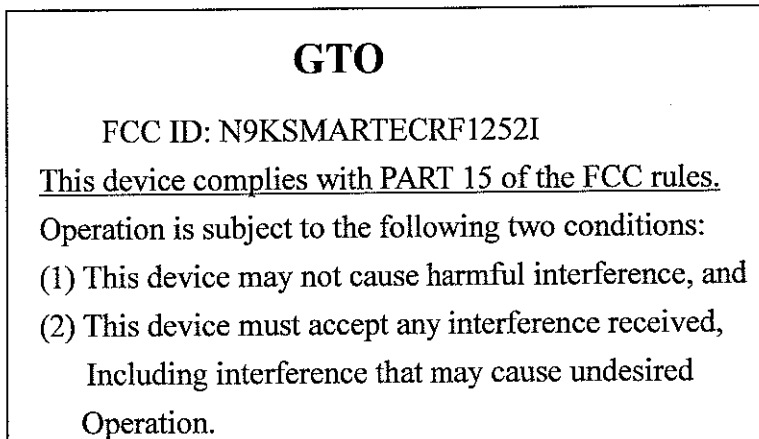 GTO
FCC ID: N9KSMARTECRF1252I
This device complies with PART 15 of the FCC rules.
Operation is subject to the following two conditions:
(1) This device may not cause harmful interference, and
(2) This device must accept any interference received,
Including interference that may cause undesired
Operation.